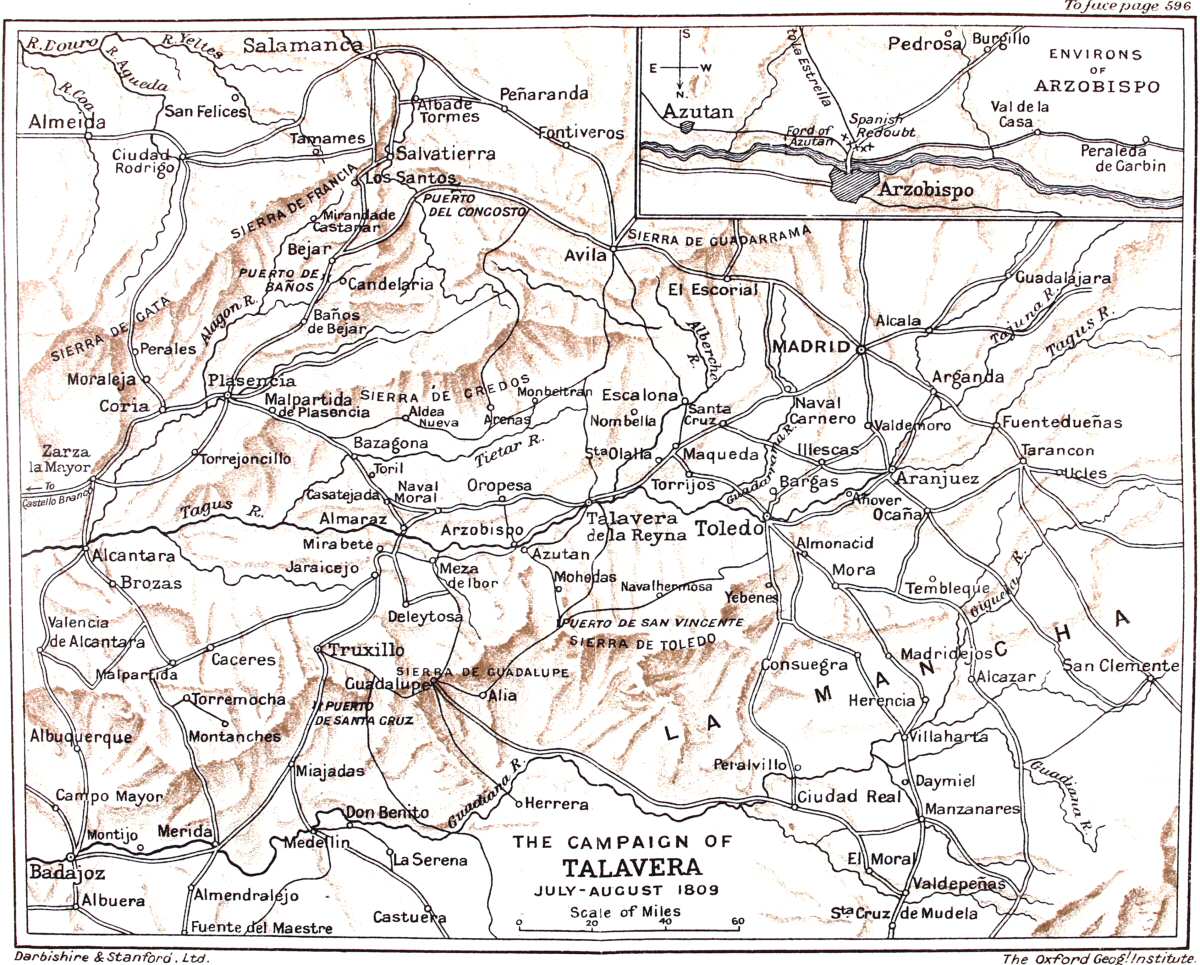 To face page 596
R. Douro
R. Yeltes
R. Agueda
R. Coa
Salamanca
San Felices
Almeida
Ciudad
Rodrigo
Tamames
Albade
Tormes
Peñaranda
Fontiveros
Salvatierra
Los Santos
SIERRA DE FRANCIA
Mirandade
Castanar
PUERTO
DEL CONGOSTO
Bejar
PUERTO DE
BAÑOS
Candelaria
Avila
SIERRA DE GUADARRAMA
El Escorial
Pedrosa
Burgillo
ENVIRONS
OF
ARZOBISPO
S
E
W
N
to la Estrella
Azutan
Ford of
Azutan
Spanish
Redoubt
Val de la
Casa
Peraleda
de Garbin
Arzobispo
Guadalajara
Alcala
Tajuna R.
Tagus R.
MADRID
Alberche
R.
SIERRA DE GATA
Alagon R.
Baños
de Bejar
Perales
Moraleja
Coria
Plasencia
Malpartida
de Plasencia
SIERRA DE CREDOS
Monbeltran
Aldea
Nueva
Arenas
Escalona
Nombella
Santa
Cruz
Naval
Carnero
Arganda
Valdemoro
Fuentedueñas
Tarancon
Ucles
Zarza
la Mayor
To
Castello Branco
Torrejoncillo
Bazagona
Tietar R.
Toril
Sta Olalla
Maqueda
Illescas
Guadarrama R.
Aranjuez
Casatejada
Naval
Moral
Oropesa
Torrijos
Bargas
Añover
Ocaña
Tagus R.
Almaraz
Arzobispo
Talavera
de la Reyna
Toledo
Alcantara
Mirabete
Azutan
Almonacid
Brozas
Jaraicejo
Meza
de Ibor
Mohedas
Navalhermosa
Yebenes
Mora
Tembleque
Giguela R.
Deleytosa
Valencia
de Alcantara
PUERTO DE SAN VINCENTE
SIERRA DE TOLEDO
Caceres
Truxillo
Malpartida
SIERRA DE GUADALUPE
Guadalupe
Alia
Consuegra
Madridejos
LA MANCHA
San Clemente
Alcazar
Herencia
Torremocha
PUERTO
DE SANTA CRUZ
Montanches
Albuquerque
Villaharta
Miajadas
Guadiana R.
Peralvillo
Daymiel
Guadiana R.
Campo Mayor
Don Benito
Herrera
Ciudad Real
Manzanares
Montijo
Merida
Medellin
La Serena
El Moral
Badajoz
Valdepeñas
Albuera
Almendralejo
Castuera
Sta Cruz de Mudela
Fuente del Maestre
THE CAMPAIGN OF
TALAVERA
JULY-AUGUST 1809
Scale of Miles
0 20 40 60
Darbishire & Stanford, Ltd.
The Oxford Geogl. Institute.